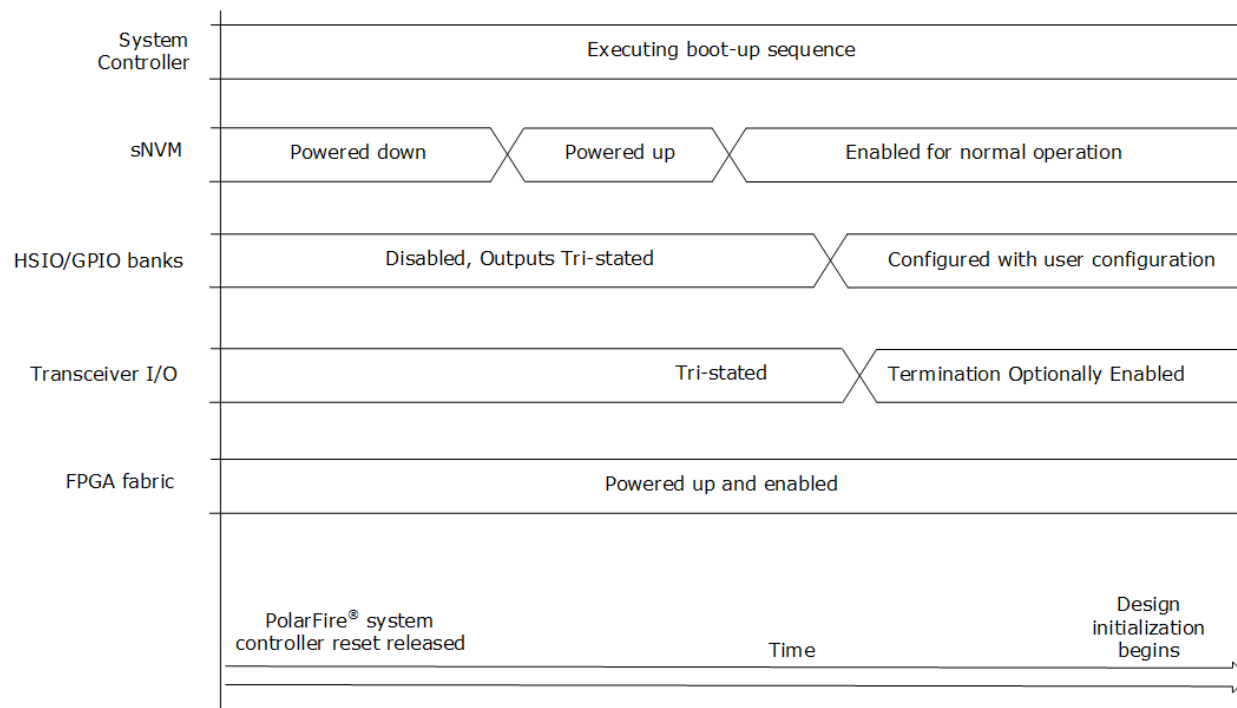 System
Controller
Executing boot-up sequence
sNVM
Powered down
Powered up
Enabled for normal operation
HSIO/GPIO banks
Disabled, Outputs Tri-stated
Configured with user configuration
Transceiver I/O
Tri-stated
Termination Optionally Enabled
FPGA fabric
Powered up and enabled
PolarFire® system
controller reset released
Time
Design
initialization
begins